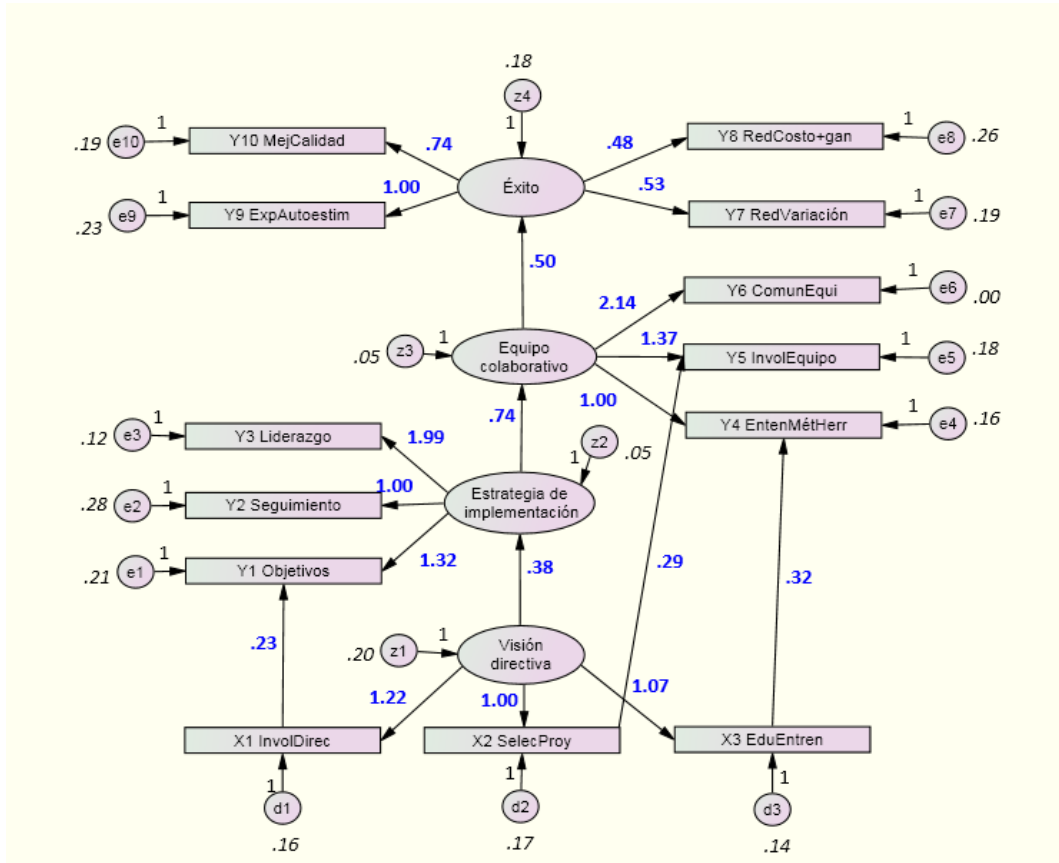 .18
z4
1
.19
e10
1
Y10 MejCalidad
.74
.48
Y8 RedCosto+gan
1
e8
.26
Éxito
.23
e9
1
Y9 ExpAutoestim
1.00
.53
Y7 RedVariación
1
e7
.19
.50
2.14
Y6 ComunEqui
1
e6
.00
.05
z3
1
Equipo
colaborativo
1.37
Y5 InvolEquipo
1
e5
.18
1.00
Y4 EntenMétHerr
1
e4
.16
.74
.12
e3
1
Y3 Liderazgo
1.99
z2
1
.05
.28
e2
1
Y2 Seguimiento
1.00
Estrategia de
implementación
.21
e1
1
Y1 Objetivos
1.32
.38
.29
.32
.23
.20
z1
1
Visión
directiva
1.22
1.00
1.07
X1 InvolDirec
X2 SelecProy
X3 EduEntren
1
1
1
d1
d2
d3
.16
.17
.14